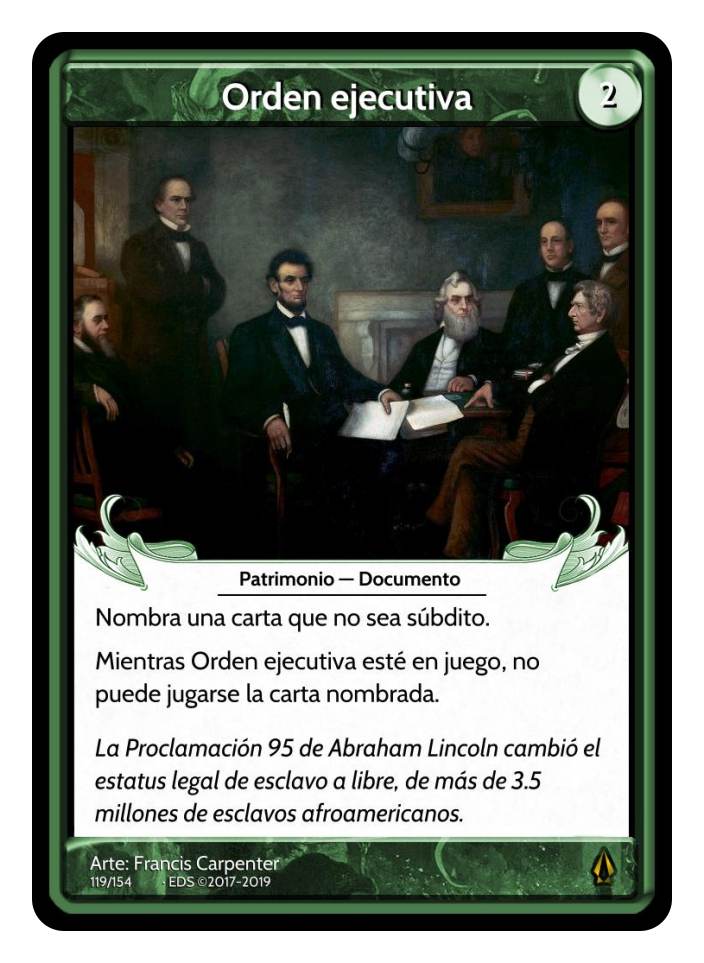 Orden ejecutiva
2
Patrimonio — Documento
Nombra una carta que no sea súbdito.
Mientras Orden ejecutiva esté en juego, no
puede jugarse la carta nombrada.
La Proclamación 95 de Abraham Lincoln cambió el
estatus legal de esclavo a libre, de más de 3.5
millones de esclavos afroamericanos.
Arte: Francis Carpenter
119/154 · EDS ©2017-2019